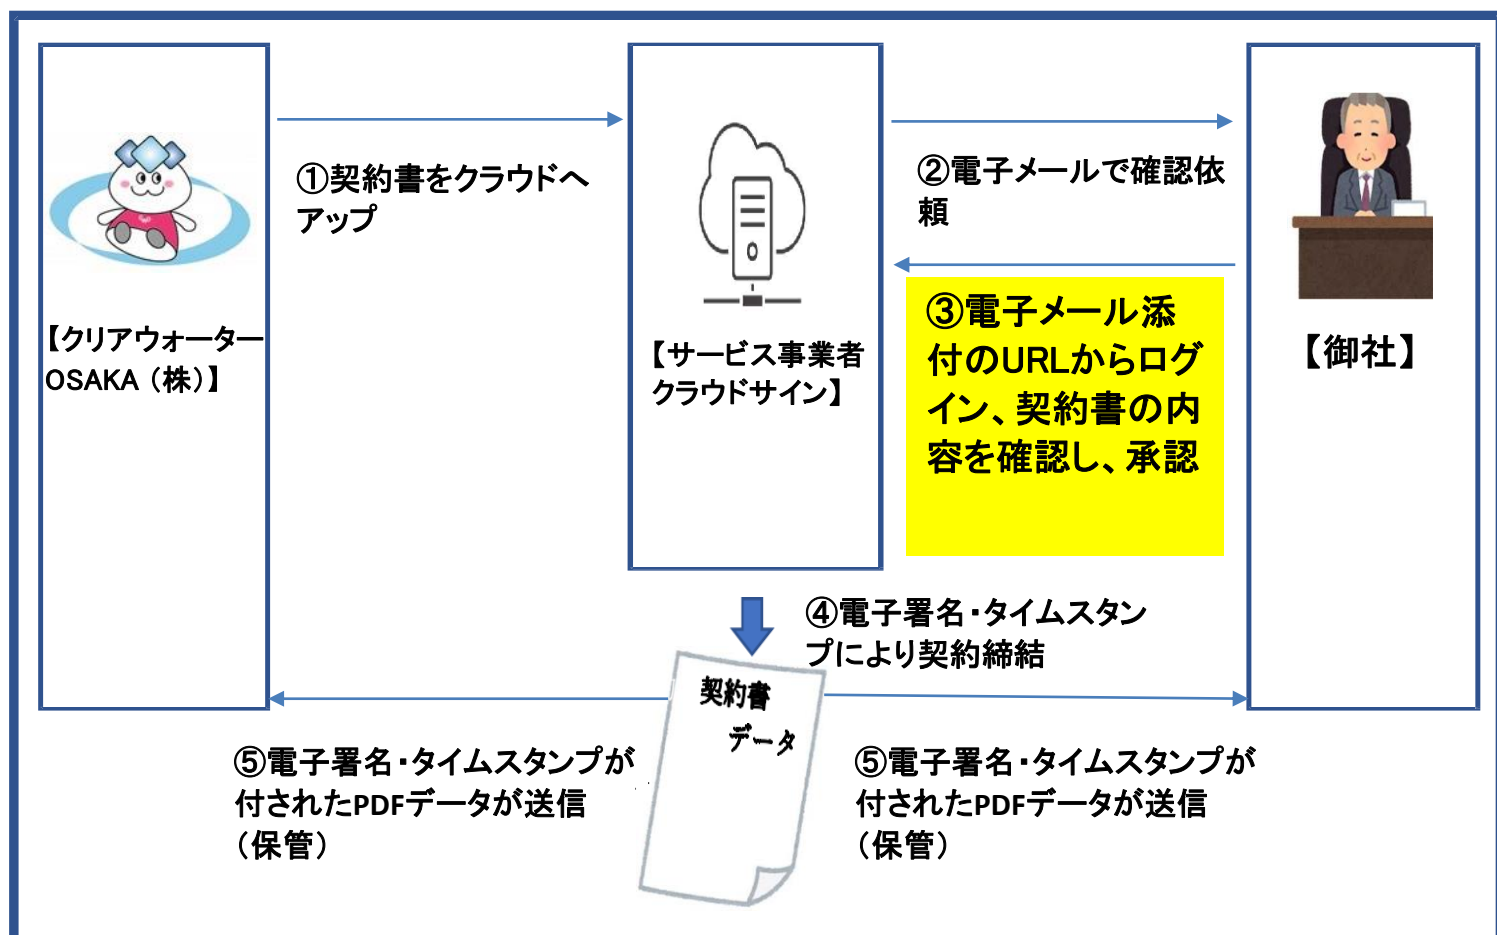 ①契約書をクラウドへ
アップ
②電子メールで確認依
頼
③電子メール添
付のURLからログ
イン、契約書の内
容を確認し、承認
【クリアウォーター
OSAKA（株）】
【サービス事業者
クラウドサイン】
【御社】
④電子署名・タイムスタン
プにより契約締結
契約書
データ
⑤電子署名・タイムスタンプが
付されたPDFデータが送信
（保管）
⑤電子署名・タイムスタンプが
付されたPDFデータが送信
（保管）